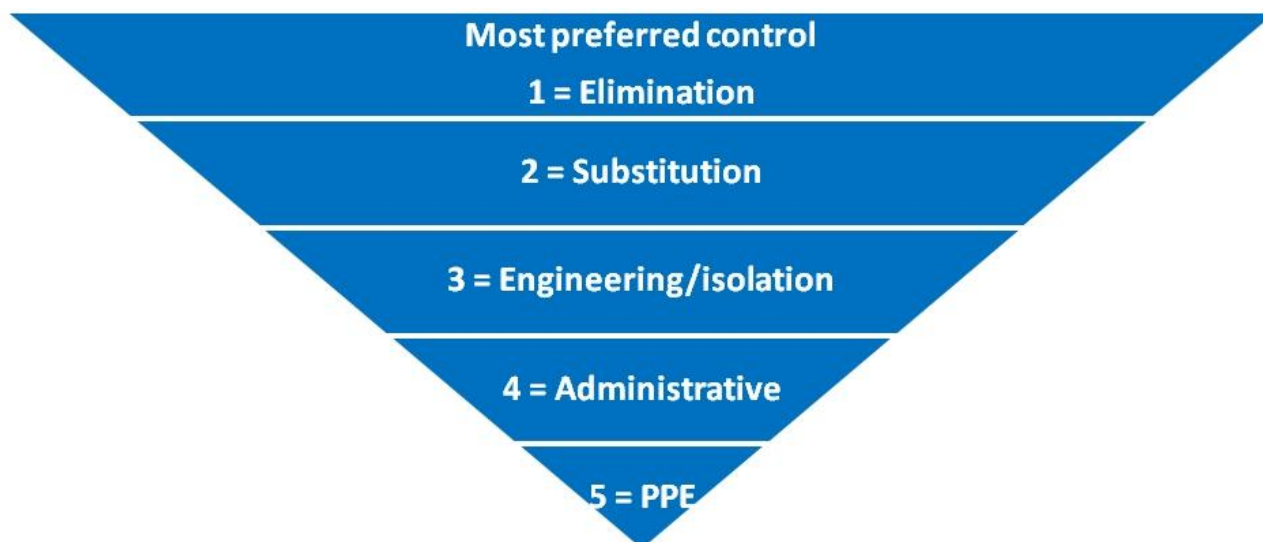 Most preferred control
1 = Elimination
2 = Substitution
3 = Engineering/isolation
4 = Administrative
5 = PPE